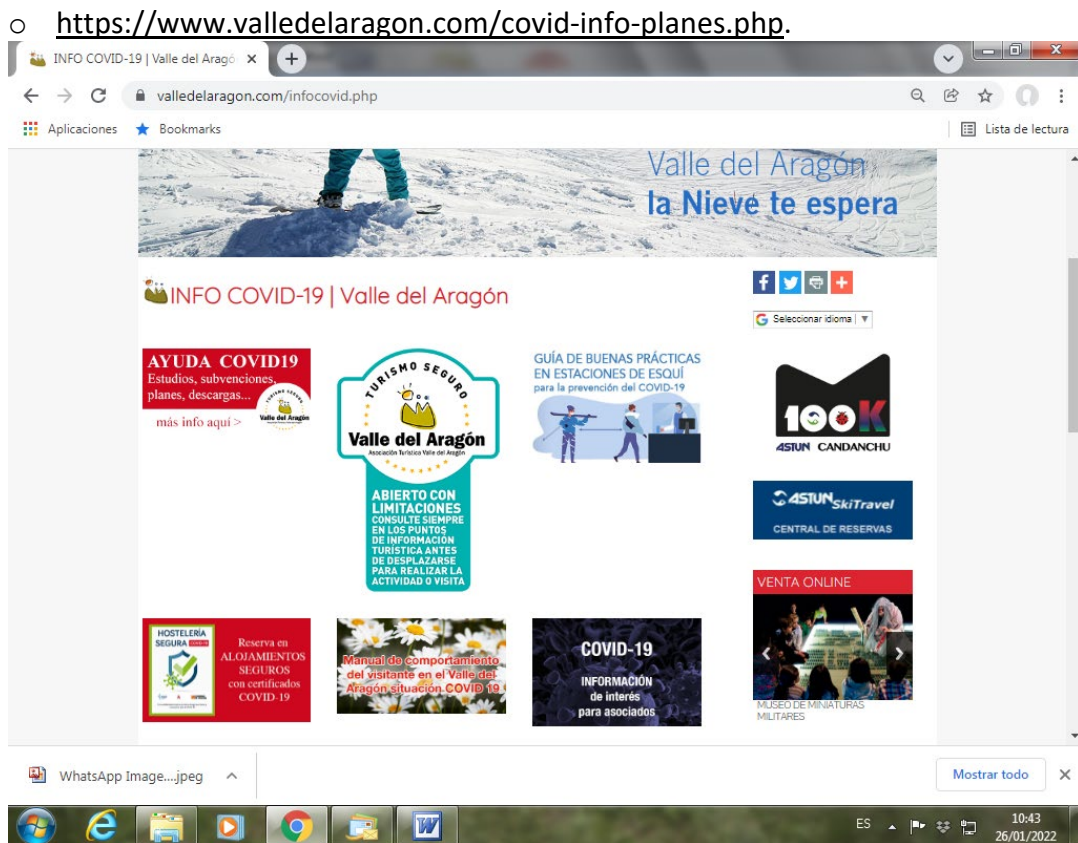 o https://www.valledelaragon.com/covid-info-planes.php.
INFO COVID-19 | Valle del Aragó
valledelaragon.com/infocovid.php
Aplicaciones
Bookmarks
Lista de lectura
Valle del Aragón
la Nieve te espera
INFO COVID-19 | Valle del Aragón
Seleccionar idioma
AYUDA COVID19
Estudios, subvenciones,
planes, descargas...
más info aquí >
Valle del Aragón
TURISMO SEGURO
Valle del Aragón
Asociación Turística Valle del Aragón
ABIERTO CON
LIMITACIONES
CONSULTE SIEMPRE
EN LOS PUNTOS
DE INFORMACIÓN
TURÍSTICA ANTES
DE DESPLAZARSE
PARA REALIZAR LA
ACTIVIDAD O VISITA
GUÍA DE BUENAS PRÁCTICAS
EN ESTACIONES DE ESQUÍ
para la prevención del COVID-19
100K
ASTUN CANDANCHU
ASTUN SkiTravel
CENTRAL DE RESERVAS
VENTA ONLINE
MUSEO DE MINIATURAS
MILITARES
HOSTELERÍA
SEGURA
Reserva en
ALOJAMIENTOS
SEGUROS
con certificados
COVID-19
Manual de comportamiento
del visitante en el Valle del
Aragón situación COVID 19
COVID-19
INFORMACIÓN
de interés
para asociados
WhatsApp Image....jpeg
Mostrar todo
ES
10:43
26/01/2022